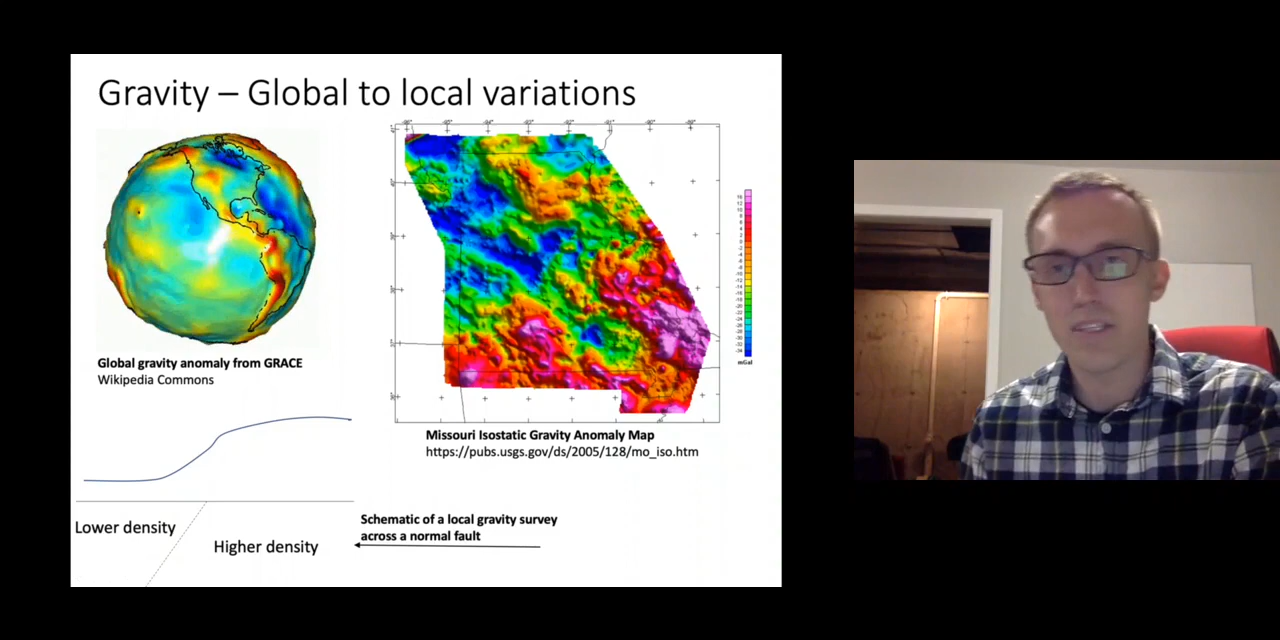 Gravity – Global to local variations
Global gravity anomaly from GRACE
Wikipedia Commons
mGal
Missouri Isostatic Gravity Anomaly Map
https://pubs.usgs.gov/ds/2005/128/mo_iso.htm
Lower density
Higher density
Schematic of a local gravity survey
across a normal fault